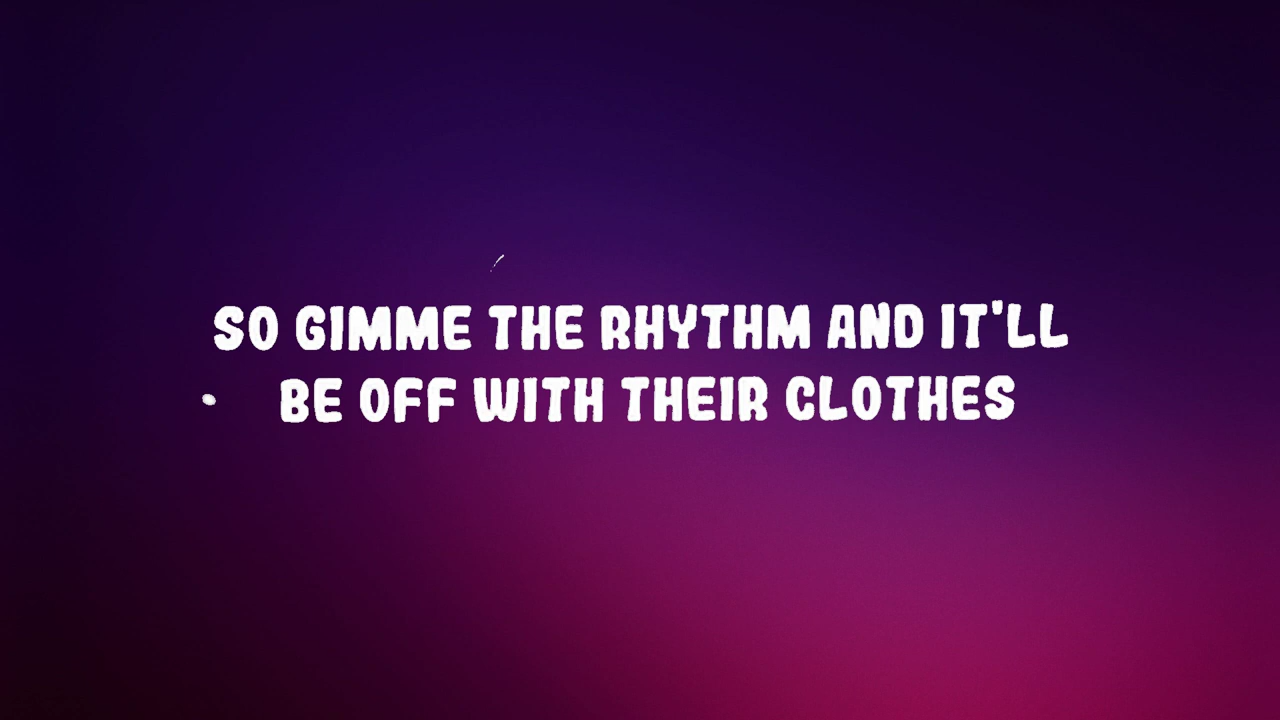 SO GIMME THE RHYTHM AND IT'LL
BE OFF WITH THEIR CLOTHES